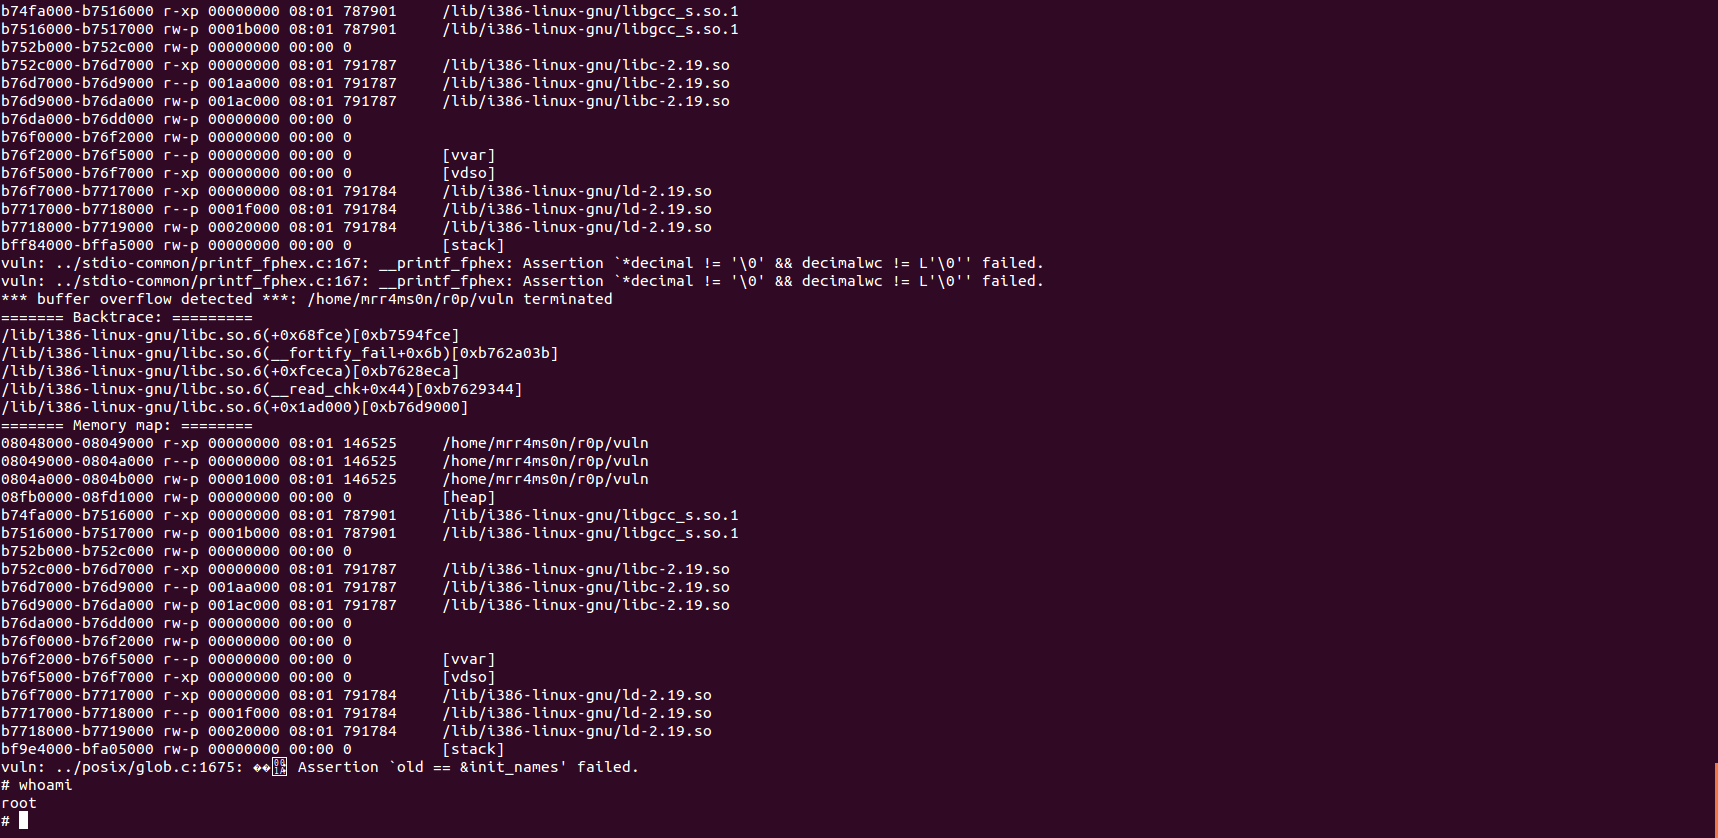 b74fa000-b7516000 r-xp 00000000 08:01 787901     /lib/i386-linux-gnu/libgcc_s.so.1
b7516000-b7517000 rw-p 0001b000 08:01 787901     /lib/i386-linux-gnu/libgcc_s.so.1
b752b000-b752c000 rw-p 00000000 00:00 0
b752c000-b76d7000 r-xp 00000000 08:01 791787     /lib/i386-linux-gnu/libc-2.19.so
b76d7000-b76d9000 r--p 001aa000 08:01 791787     /lib/i386-linux-gnu/libc-2.19.so
b76d9000-b76da000 rw-p 001ac000 08:01 791787     /lib/i386-linux-gnu/libc-2.19.so
b76da000-b76dd000 rw-p 00000000 00:00 0
b76f0000-b76f2000 rw-p 00000000 00:00 0
b76f2000-b76f5000 r--p 00000000 00:00 0          [vvar]
b76f5000-b76f7000 r-xp 00000000 00:00 0          [vdso]
b76f7000-b7717000 r-xp 00000000 08:01 791784     /lib/i386-linux-gnu/ld-2.19.so
b7717000-b7718000 r--p 0001f000 08:01 791784     /lib/i386-linux-gnu/ld-2.19.so
b7718000-b7719000 rw-p 00020000 08:01 791784     /lib/i386-linux-gnu/ld-2.19.so
bff84000-bffa5000 rw-p 00000000 00:00 0          [stack]
vuln: ../stdio-common/printf_fphex.c:167: __printf_fphex: Assertion `*decimal != '\0' && decimalwc != L'\0'' failed.
vuln: ../stdio-common/printf_fphex.c:167: __printf_fphex: Assertion `*decimal != '\0' && decimalwc != L'\0'' failed.
*** buffer overflow detected ***: /home/mrr4ms0n/r0p/vuln terminated
======= Backtrace: =========
/lib/i386-linux-gnu/libc.so.6(+0x68fce)[0xb7594fce]
/lib/i386-linux-gnu/libc.so.6(__fortify_fail+0x6b)[0xb762a03b]
/lib/i386-linux-gnu/libc.so.6(+0xfceca)[0xb7628eca]
/lib/i386-linux-gnu/libc.so.6(__read_chk+0x44)[0xb7629344]
/lib/i386-linux-gnu/libc.so.6(+0x1ad000)[0xb76d9000]
======= Memory map: ========
08048000-08049000 r-xp 00000000 08:01 146525     /home/mrr4ms0n/r0p/vuln
08049000-0804a000 r--p 00000000 08:01 146525     /home/mrr4ms0n/r0p/vuln
0804a000-0804b000 rw-p 00001000 08:01 146525     /home/mrr4ms0n/r0p/vuln
08fb0000-08fd1000 rw-p 00000000 00:00 0          [heap]
b74fa000-b7516000 r-xp 00000000 08:01 787901     /lib/i386-linux-gnu/libgcc_s.so.1
b7516000-b7517000 rw-p 0001b000 08:01 787901     /lib/i386-linux-gnu/libgcc_s.so.1
b752b000-b752c000 rw-p 00000000 00:00 0
b752c000-b76d7000 r-xp 00000000 08:01 791787     /lib/i386-linux-gnu/libc-2.19.so
b76d7000-b76d9000 r--p 001aa000 08:01 791787     /lib/i386-linux-gnu/libc-2.19.so
b76d9000-b76da000 rw-p 001ac000 08:01 791787     /lib/i386-linux-gnu/libc-2.19.so
b76da000-b76dd000 rw-p 00000000 00:00 0
b76f0000-b76f2000 rw-p 00000000 00:00 0
b76f2000-b76f5000 r--p 00000000 00:00 0          [vvar]
b76f5000-b76f7000 r-xp 00000000 00:00 0          [vdso]
b76f7000-b7717000 r-xp 00000000 08:01 791784     /lib/i386-linux-gnu/ld-2.19.so
b7717000-b7718000 r--p 0001f000 08:01 791784     /lib/i386-linux-gnu/ld-2.19.so
b7718000-b7719000 rw-p 00020000 08:01 791784     /lib/i386-linux-gnu/ld-2.19.so
bf9e4000-bfa05000 rw-p 00000000 00:00 0          [stack]
vuln: ../posix/glob.c:1675: �� Assertion `old == &init_names' failed.
# whoami
root
#